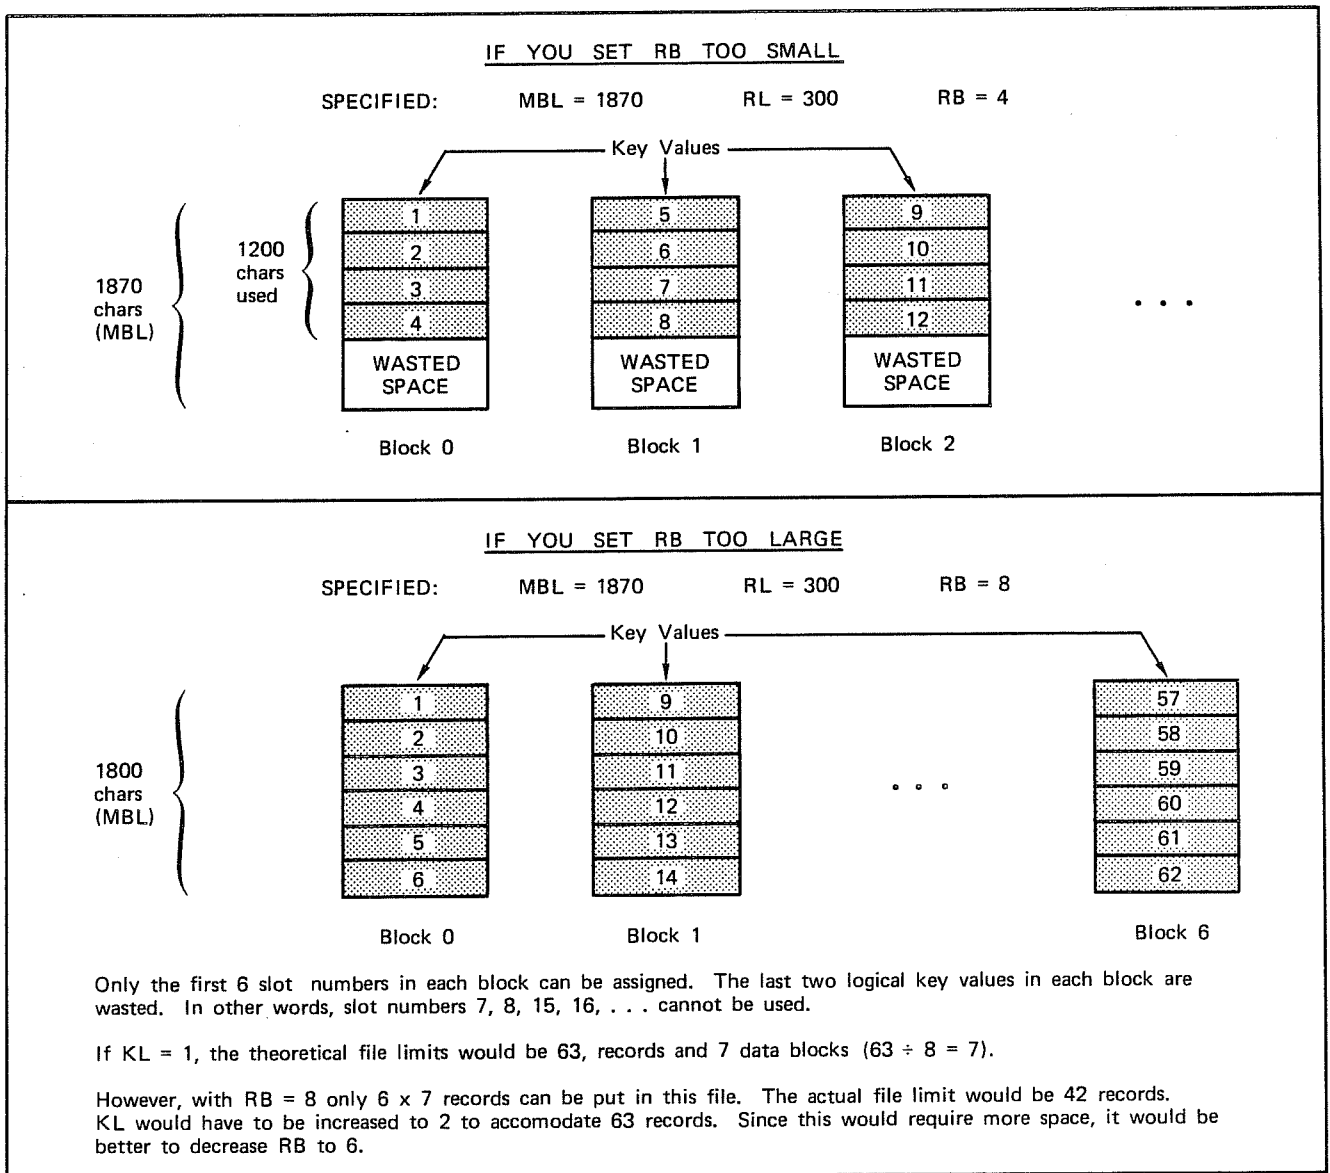 IF YOU SET RB TOO SMALL
SPECIFIED: MBL = 1870 RL = 300 RB = 4
Key Values
1 5 9
2 6 10
3 7 11
4 8 12
1200
chars
used
1870
chars
(MBL)
• • •
WASTED SPACE WASTED SPACE WASTED SPACE
Block 0 Block 1 Block 2
IF YOU SET RB TOO LARGE
SPECIFIED: MBL = 1870 RL = 300 RB = 8
Key Values
1 9 57
2 10 58
3 11 59
4 12 60
5 13 61
6 14 62
1800
chars
(MBL)
• • •
Block 0 Block 1 Block 6
Only the first 6 slot numbers in each block can be assigned. The last two logical key values in each block are
wasted. In other words, slot numbers 7, 8, 15, 16, . . . cannot be used.
If KL = 1, the theoretical file limits would be 63, records and 7 data blocks (63 ÷ 8 = 7).
However, with RB = 8 only 6 x 7 records can be put in this file. The actual file limit would be 42 records.
KL would have to be increased to 2 to accomodate 63 records. Since this would require more space, it would be
better to decrease RB to 6.